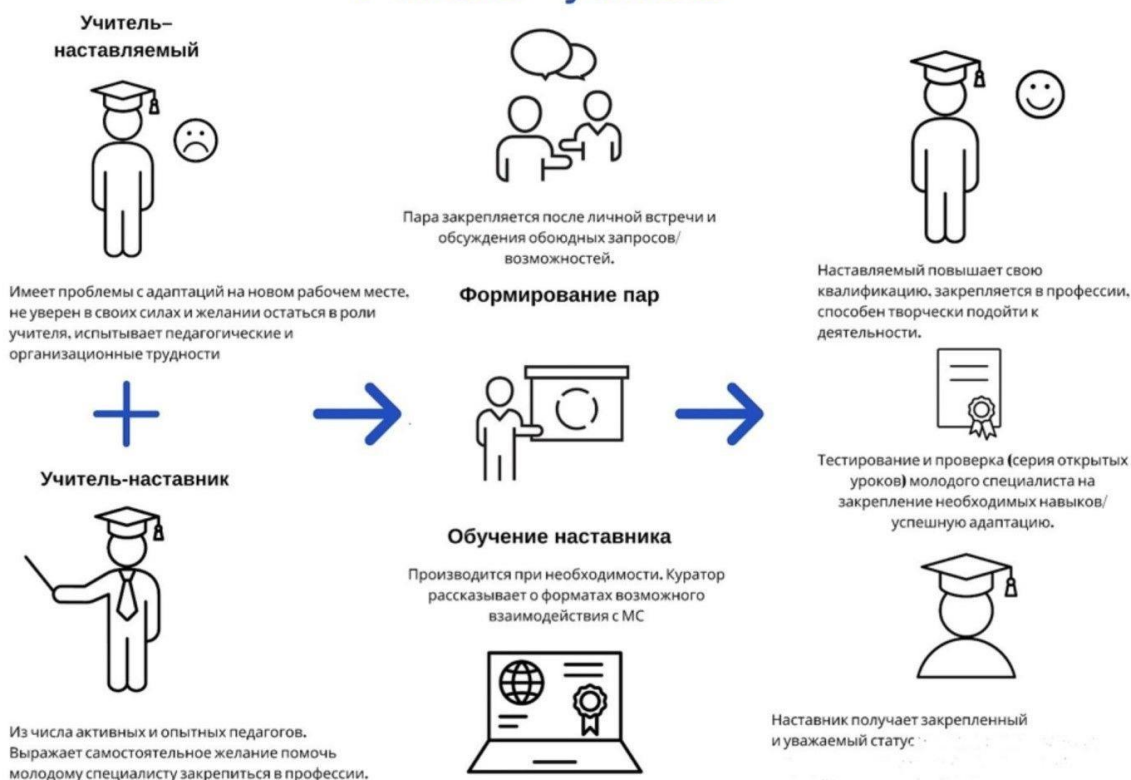 Учитель–
наставляемый
Имеет проблемы с адаптаций на новом рабочем месте,
не уверен в своих силах и желании остаться в роли
учителя, испытывает педагогические и
организационные трудности
Учитель-наставник
Из числа активных и опытных педагогов.
Выражает самостоятельное желание помочь
молодому специалисту закрепиться в профессии.
Пара закрепляется после личной встречи и
обсуждения обоюдных запросов/
возможностей.
Формирование пар
Обучение наставника
Производится при необходимости. Куратор
рассказывает о форматах возможного
взаимодействия с МС
Наставляемый повышает свою
квалификацию, закрепляется в профессии,
способен творчески подойти к
деятельности.
Тестирование и проверка (серия открытых
уроков) молодого специалиста на
закрепление необходимых навыков/
успешную адаптацию.
Наставник получает закрепленный
и уважаемый статус